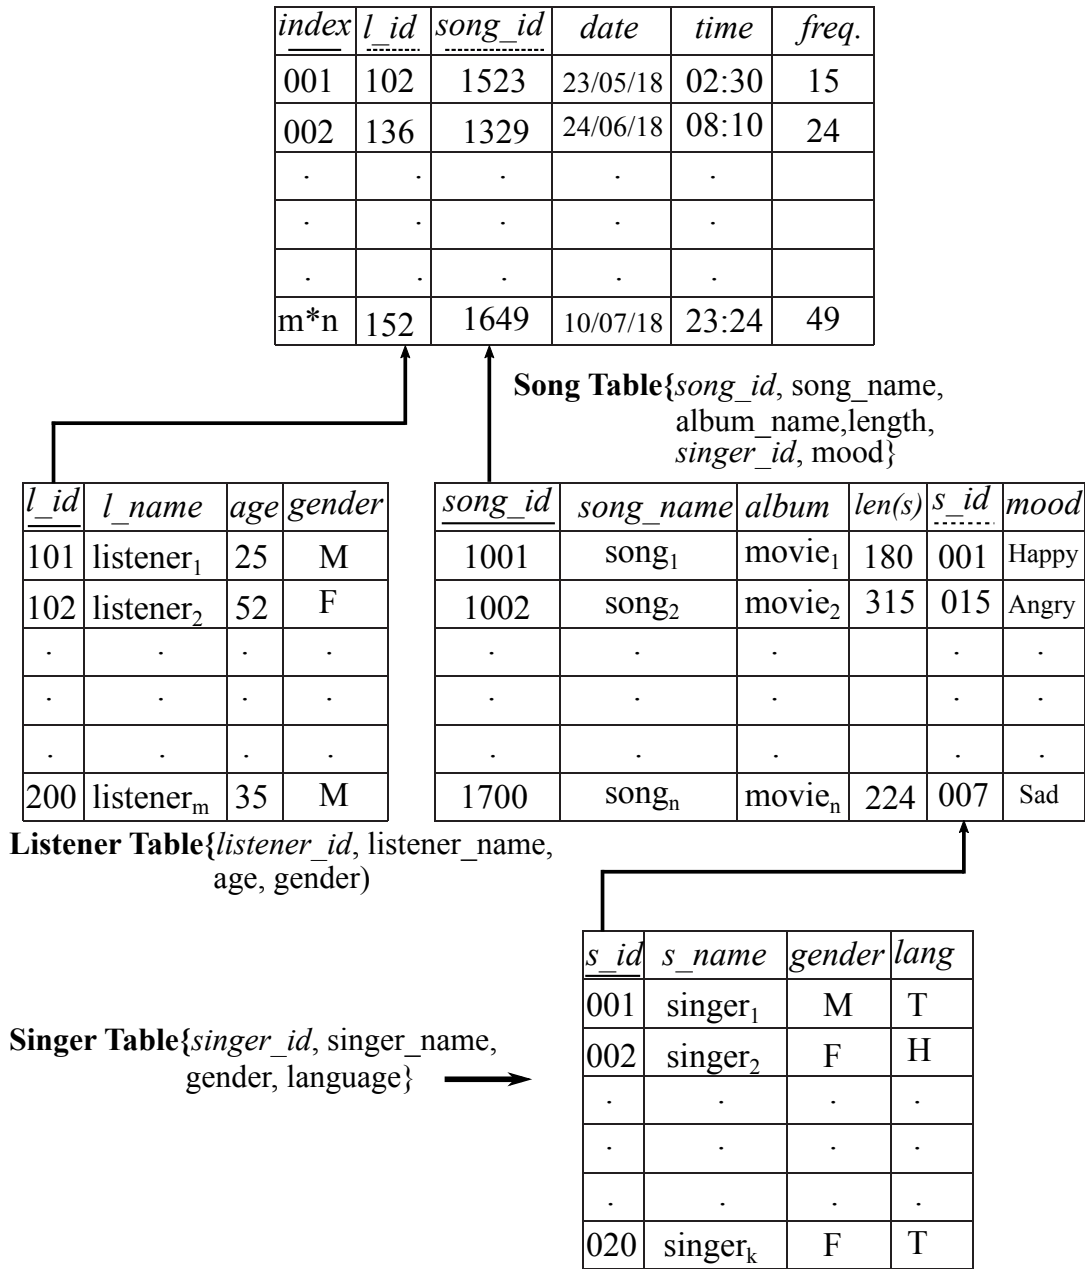 index l_id song_id date time freq.
001 102 1523 23/05/18 02:30 15
002 136 1329 24/06/18 08:10 24
. . . . .
. . . . .
. . . . .
m*n 152 1649 10/07/18 23:24 49
Song Table{song_id, song_name,
album_name,length,
singer_id, mood}
l_id l_name age gender
101 listener₁ 25 M
102 listener₂ 52 F
. . . .
. . . .
. . . .
200 listenerₘ 35 M
Listener Table{listener_id, listener_name,
age, gender)
song_id song_name album len(s) s_id mood
1001 song₁ movie₁ 180 001 Happy
1002 song₂ movie₂ 315 015 Angry
. . . . .
. . . . .
. . . . .
1700 songₙ movieₙ 224 007 Sad
Singer Table{singer_id, singer_name,
gender, language}
s_id s_name gender lang
001 singer₁ M T
002 singer₂ F H
. . . .
. . . .
. . . .
020 singerₖ F T